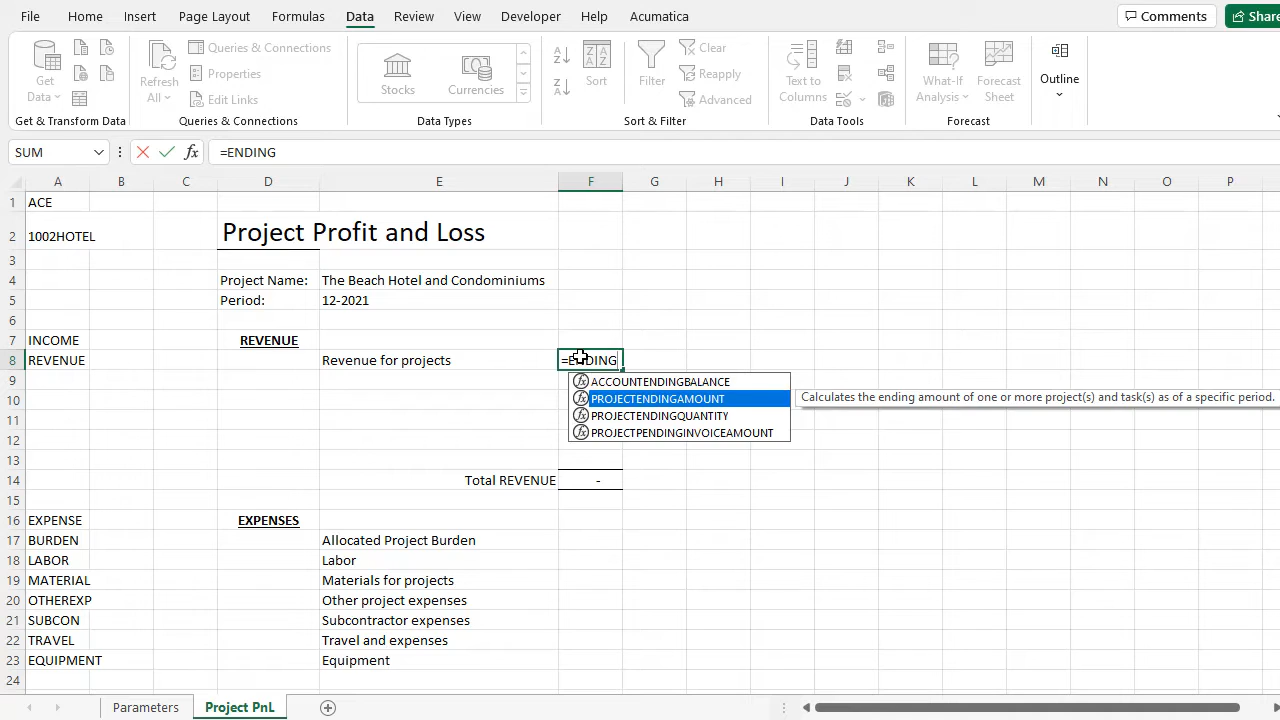 File Home Insert Page Layout Formulas Data Review View Developer Help Acumatica Comments Share
Get Data Refresh All Queries & Connections Properties Edit Links Stocks Currencies Sort Filter Clear Reapply Advanced Text to Columns What-If Analysis Forecast Sheet Outline
Get & Transform Data Queries & Connections Data Types Sort & Filter Data Tools Forecast
SUM fx =ENDING
A B C D E F G H I J K L M N O P
1 ACE
2 1002HOTEL Project Profit and Loss
3
4 Project Name: The Beach Hotel and Condominiums
5 Period: 12-2021
6
7 INCOME REVENUE
8 REVENUE Revenue for projects =ENDING
9 fx ACCOUNTENDINGBALANCE
10 fx PROJECTENDINGAMOUNT Calculates the ending amount of one or more project(s) and task(s) as of a specific period.
11 fx PROJECTENDINGQUANTITY
12 fx PROJECTPENDINGINVOICEAMOUNT
13
14 Total REVENUE -
15
16 EXPENSE EXPENSES
17 BURDEN Allocated Project Burden
18 LABOR Labor
19 MATERIAL Materials for projects
20 OTHEREXP Other project expenses
21 SUBCON Subcontractor expenses
22 TRAVEL Travel and expenses
23 EQUIPMENT Equipment
24
Parameters Project PnL